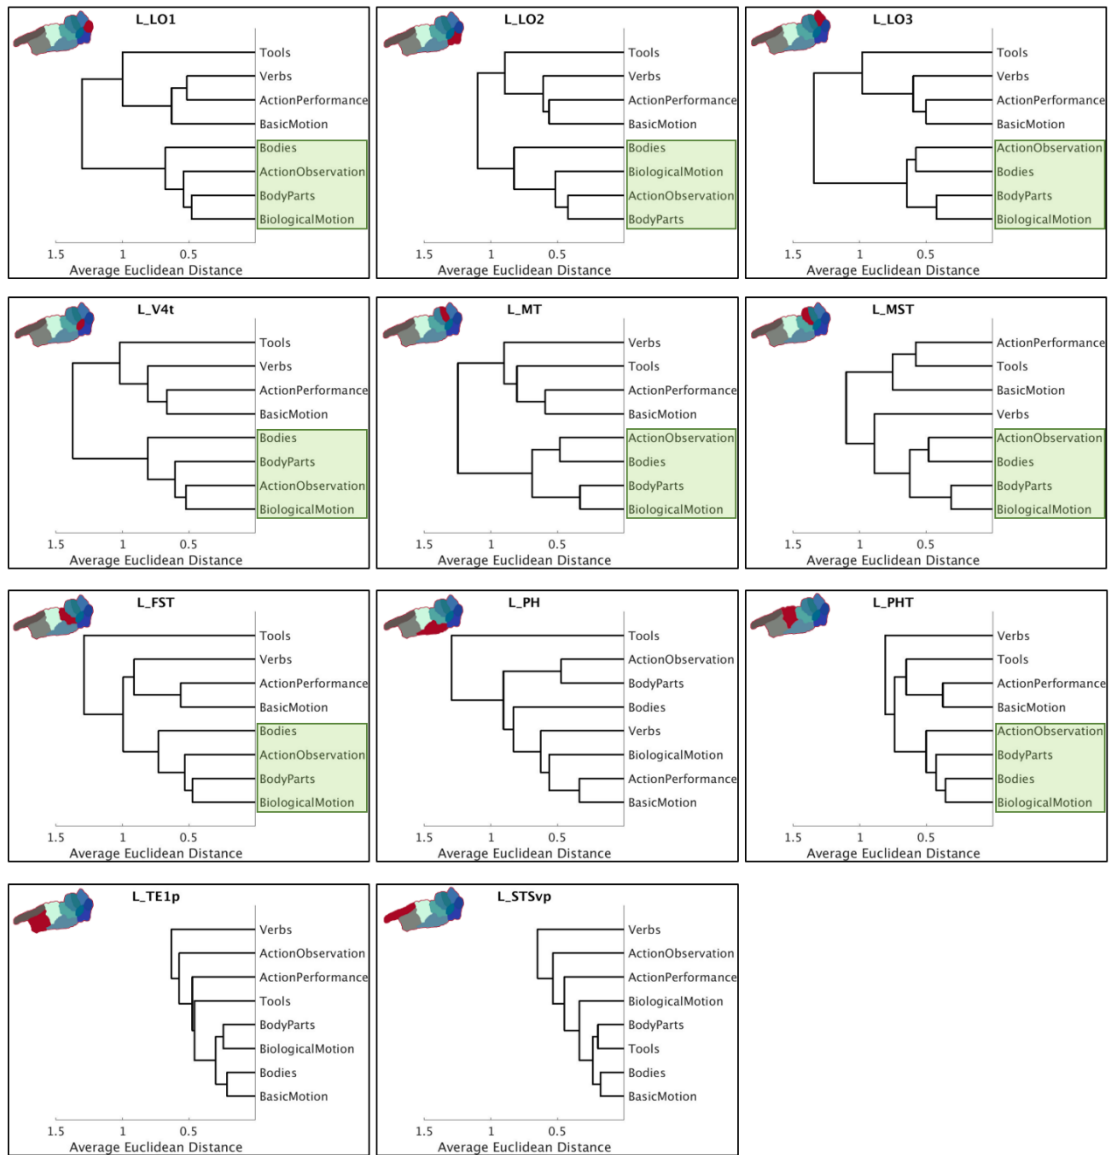 L_LO1
Tools
Verbs
ActionPerformance
BasicMotion
Bodies
ActionObservation
BodyParts
BiologicalMotion
1.5 1 0.5
Average Euclidean Distance
L_LO2
Tools
Verbs
ActionPerformance
BasicMotion
Bodies
BiologicalMotion
ActionObservation
BodyParts
1.5 1 0.5
Average Euclidean Distance
L_LO3
Tools
Verbs
ActionPerformance
BasicMotion
ActionObservation
Bodies
BodyParts
BiologicalMotion
1.5 1 0.5
Average Euclidean Distance
L_V4t
Tools
Verbs
ActionPerformance
BasicMotion
Bodies
BodyParts
ActionObservation
BiologicalMotion
1.5 1 0.5
Average Euclidean Distance
L_MT
Verbs
Tools
ActionPerformance
BasicMotion
ActionObservation
Bodies
BodyParts
BiologicalMotion
1.5 1 0.5
Average Euclidean Distance
L_MST
ActionPerformance
Tools
BasicMotion
Verbs
ActionObservation
Bodies
BodyParts
BiologicalMotion
1.5 1 0.5
Average Euclidean Distance
L_FST
Tools
Verbs
ActionPerformance
BasicMotion
Bodies
ActionObservation
BodyParts
BiologicalMotion
1.5 1 0.5
Average Euclidean Distance
L_PH
Tools
ActionObservation
BodyParts
Bodies
Verbs
BiologicalMotion
ActionPerformance
BasicMotion
1.5 1 0.5
Average Euclidean Distance
L_PHT
Verbs
Tools
ActionPerformance
BasicMotion
ActionObservation
BodyParts
Bodies
BiologicalMotion
1.5 1 0.5
Average Euclidean Distance
L_TE1p
Verbs
ActionObservation
ActionPerformance
Tools
BodyParts
BiologicalMotion
Bodies
BasicMotion
1.5 1 0.5
Average Euclidean Distance
L_STSvp
Verbs
ActionObservation
ActionPerformance
BiologicalMotion
BodyParts
Tools
Bodies
BasicMotion
1.5 1 0.5
Average Euclidean Distance